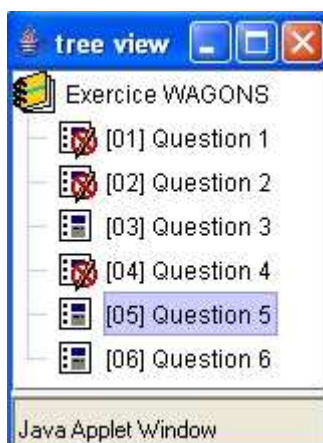 tree view
Exercice WAGONS
[01] Question 1
[02] Question 2
[03] Question 3
[04] Question 4
[05] Question 5
[06] Question 6
Java Applet Window